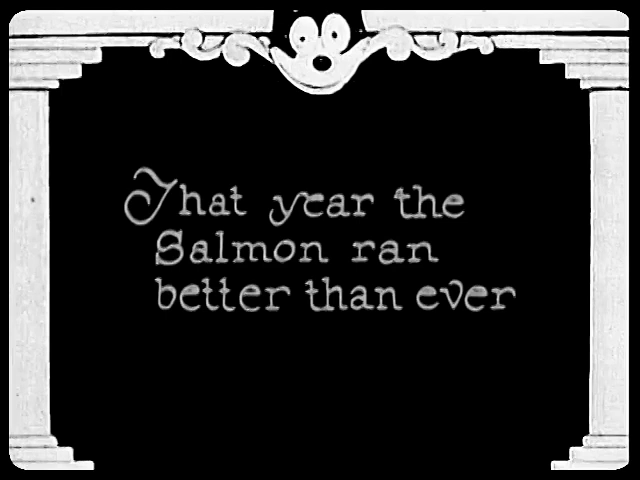 That year the
Salmon ran
better than ever